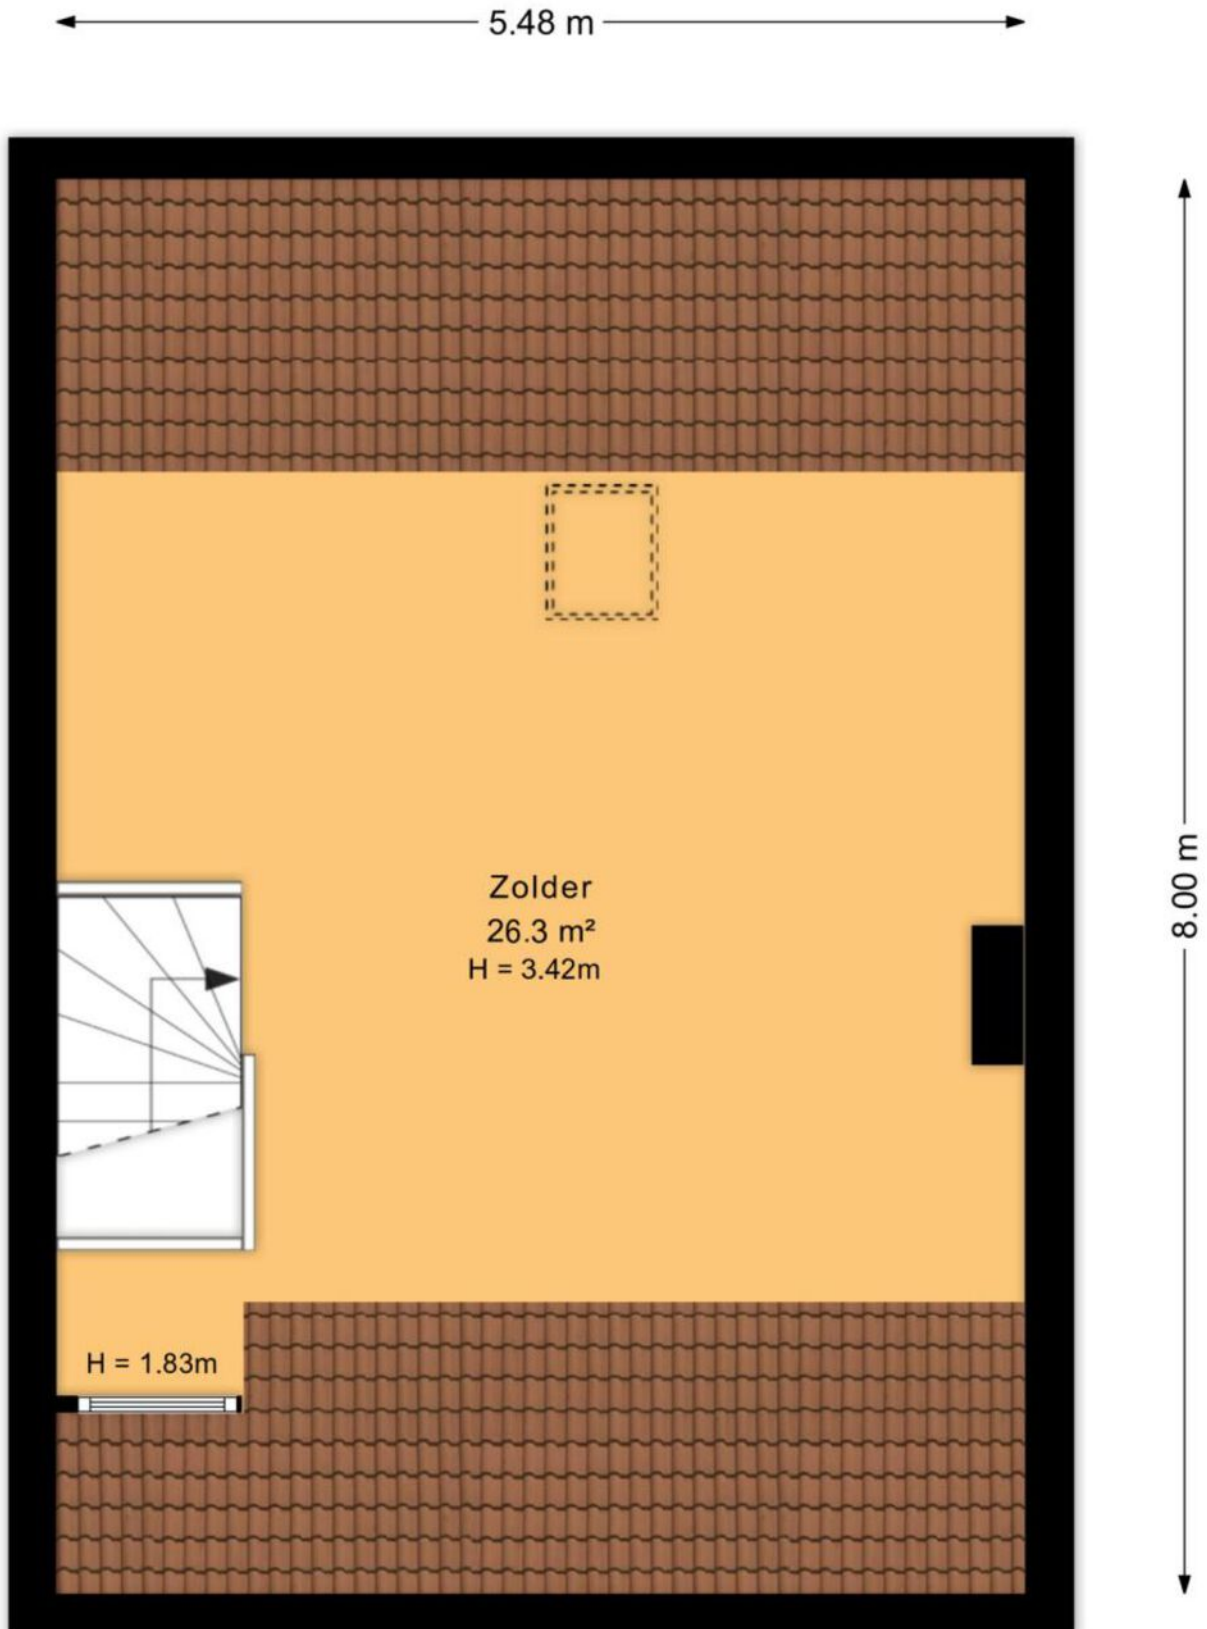 5.48 m
8.00 m
Zolder
26.3 m²
H = 3.42m
H = 1.83m